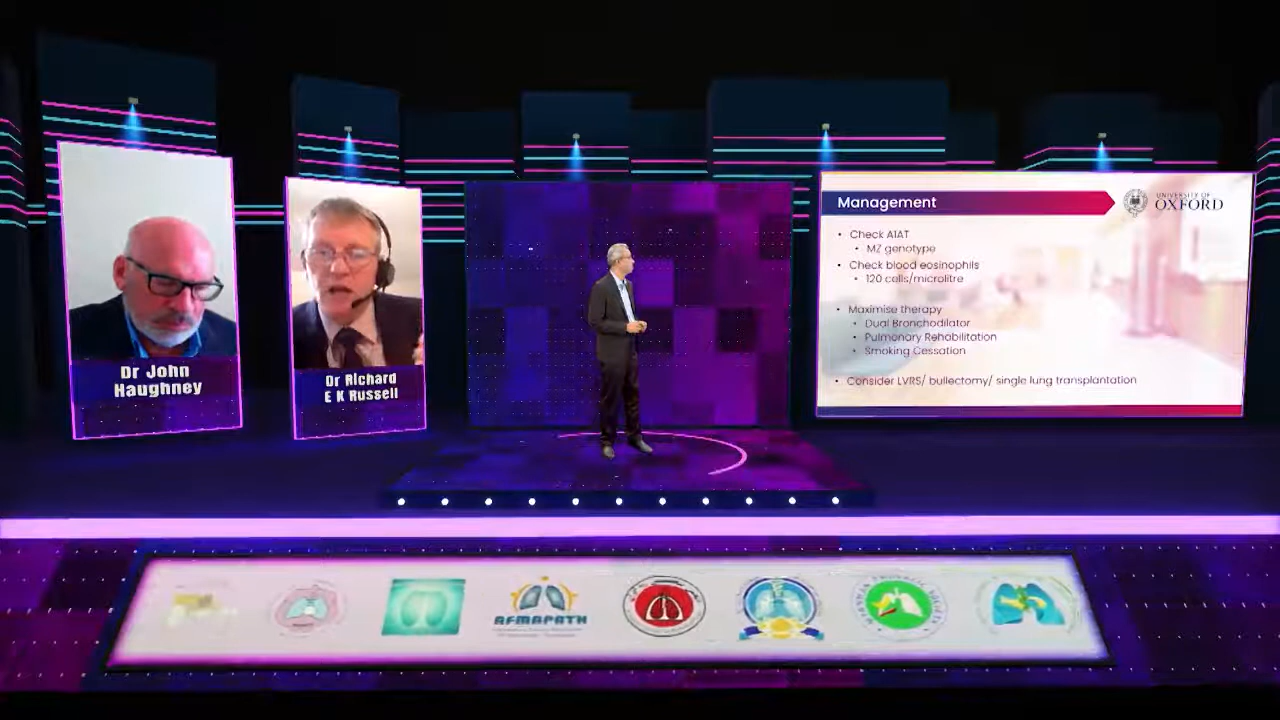 Dr John
Haughney
Dr Richard
E K Russell
Management
UNIVERSITY OF
OXFORD
• Check A1AT
• MZ genotype
• Check blood eosinophils
• 120 cells/microlitre
• Maximise therapy
• Dual Bronchodilator
• Pulmonary Rehabilitation
• Smoking Cessation
• Consider LVRS/ bullectomy/ single lung transplantation
AFMAPATH